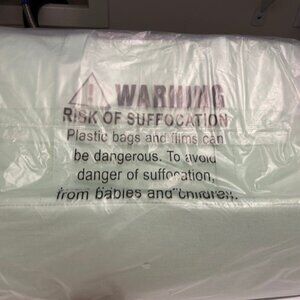 WARNING
RISK OF SUFFOCATION
Plastic bags and films can
be dangerous. To avoid
danger of suffocation,
from babies and children.